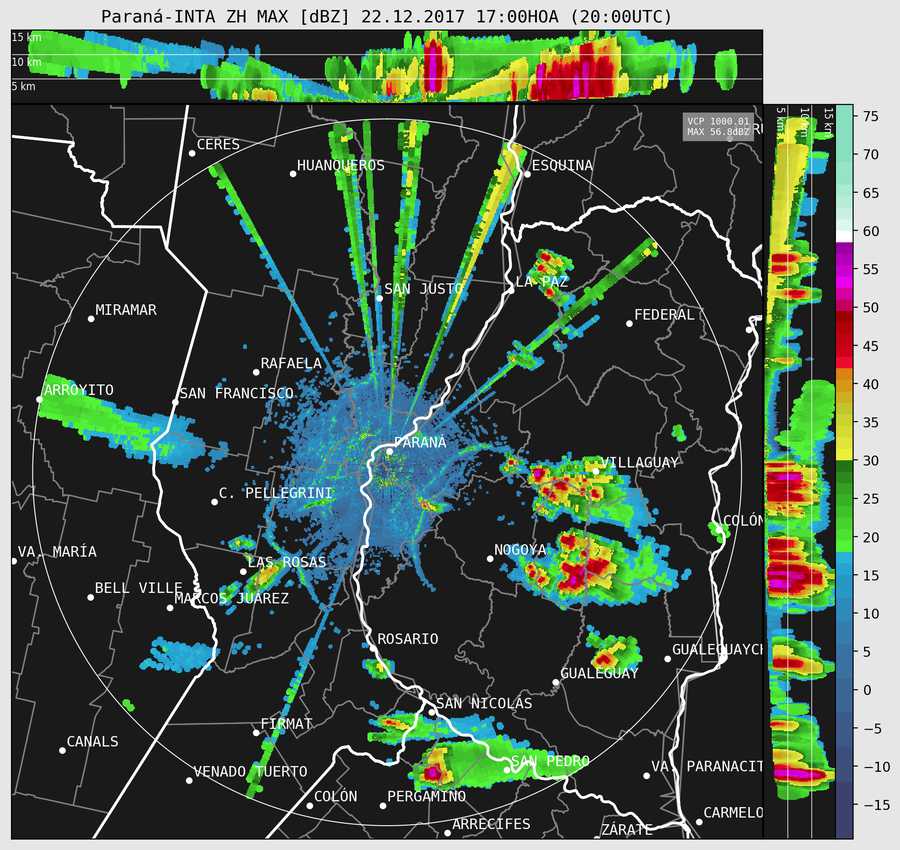 Paraná-INTA ZH MAX [dBZ] 22.12.2017 17:00HOA (20:00UTC)
15 km
10 km
5 km
5 km
15 km
VCP 1000.01
MAX 56.8dBZ
CERES
HUANQUEROS
ESQUINA
SAN JUSTO
LA PAZ
FEDERAL
MIRAMAR
RAFAELA
ARROYITO
SAN FRANCISCO
PARANÁ
VILLAGUAY
C. PELLEGRINI
COLÓN
VA. MARÍA
LAS ROSAS
NOGOYA
BELL VILLE
MARCOS JUAREZ
ROSARIO
GUALEGUAYCH
GUALEGUAY
SAN NICOLÁS
FIRMAT
CANALS
VENADO TUERTO
SAN PEDRO
VA. PARANACIT
COLÓN
PERGAMINO
CARMELO
ARRECIFES
ZÁRATE
75
70
65
60
55
50
45
40
35
30
25
20
15
10
5
0
−5
−10
−15